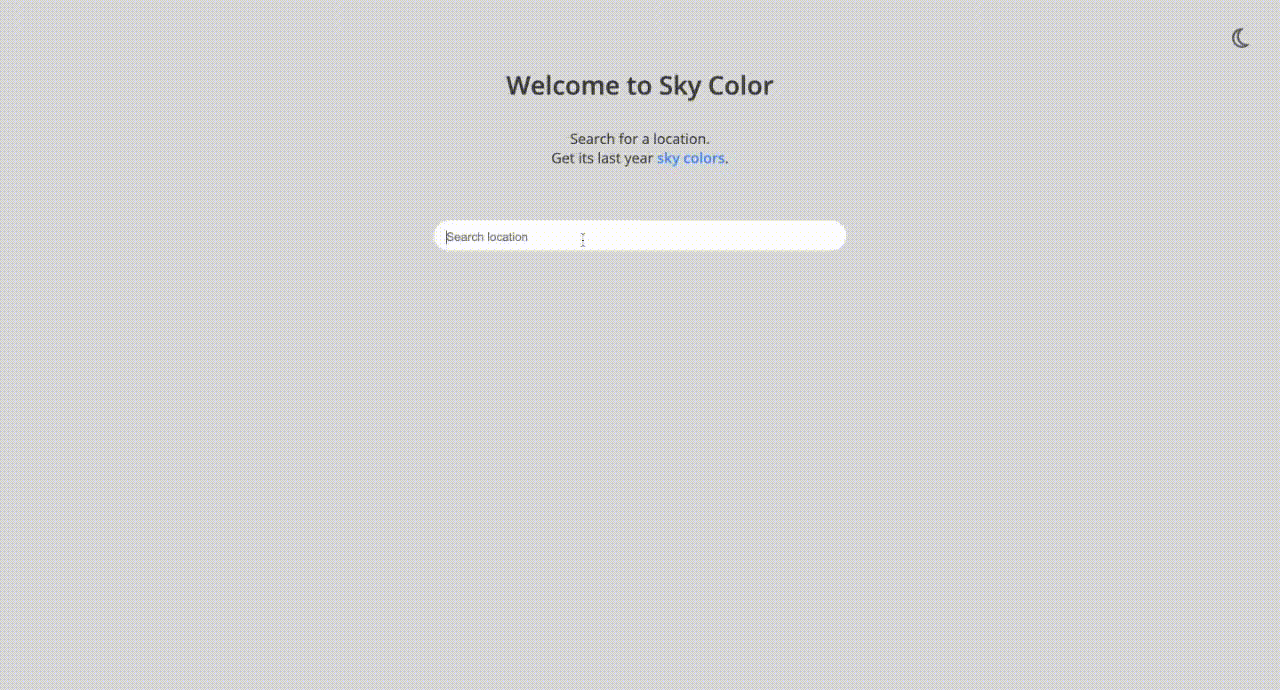 Welcome to Sky Color
Search for a location.
Get its last year sky colors.
Search location